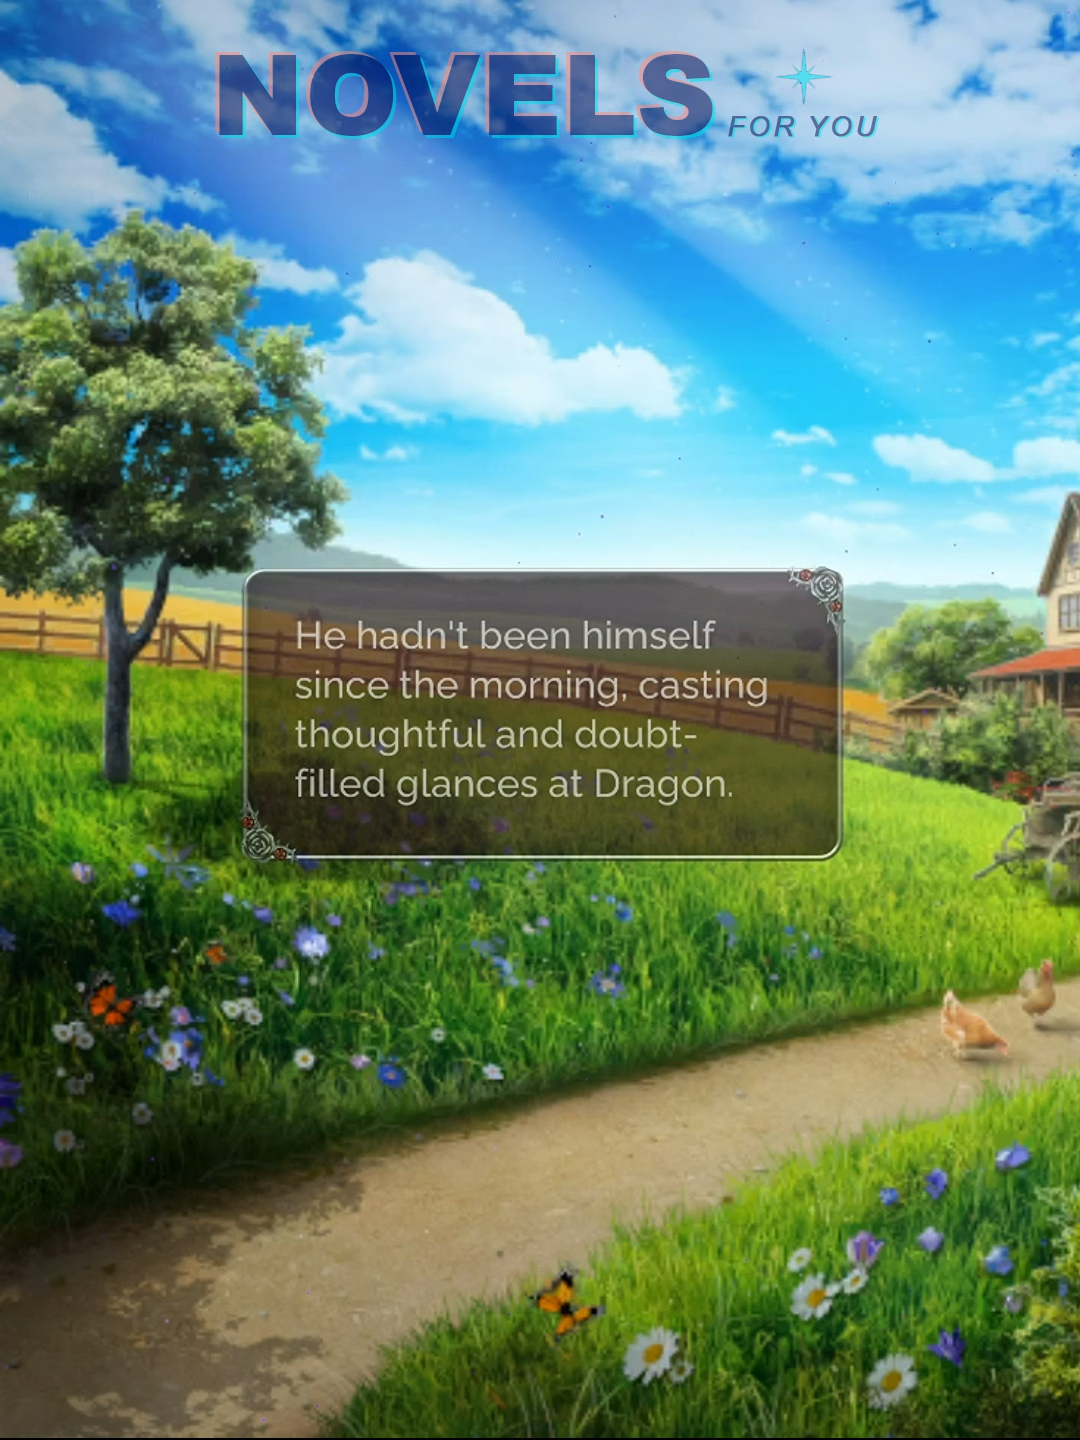 NOVELS FOR YOU
He hadn't been himself
since the morning, casting
thoughtful and doubt-
filled glances at Dragon.